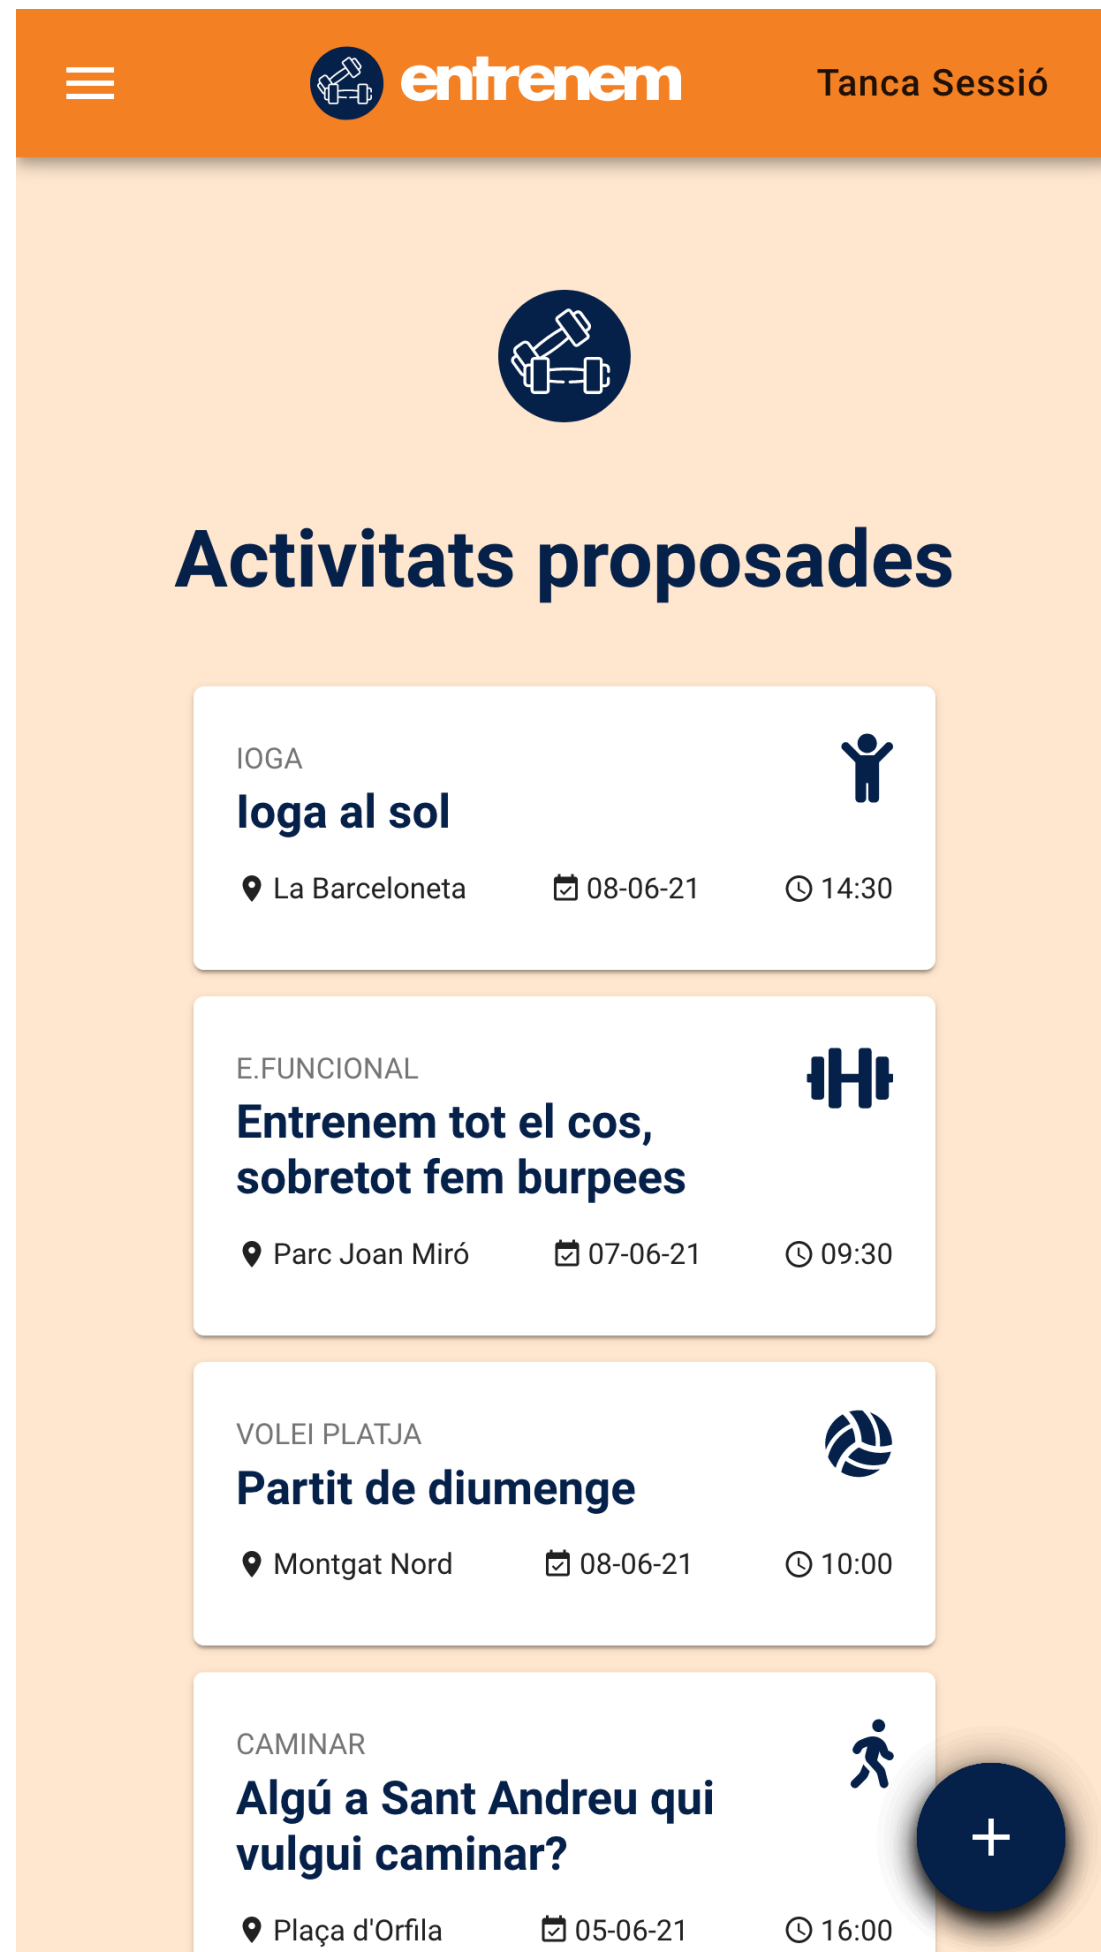 entrenem
Tanca Sessió
Activitats proposades
IOGA
Ioga al sol
La Barceloneta 08-06-21 14:30
E.FUNCIONAL
Entrenem tot el cos,
sobretot fem burpees
Parc Joan Miró 07-06-21 09:30
VOLEI PLATJA
Partit de diumenge
Montgat Nord 08-06-21 10:00
CAMINAR
Algú a Sant Andreu qui
vulgui caminar?
Plaça d'Orfila 05-06-21 16:00